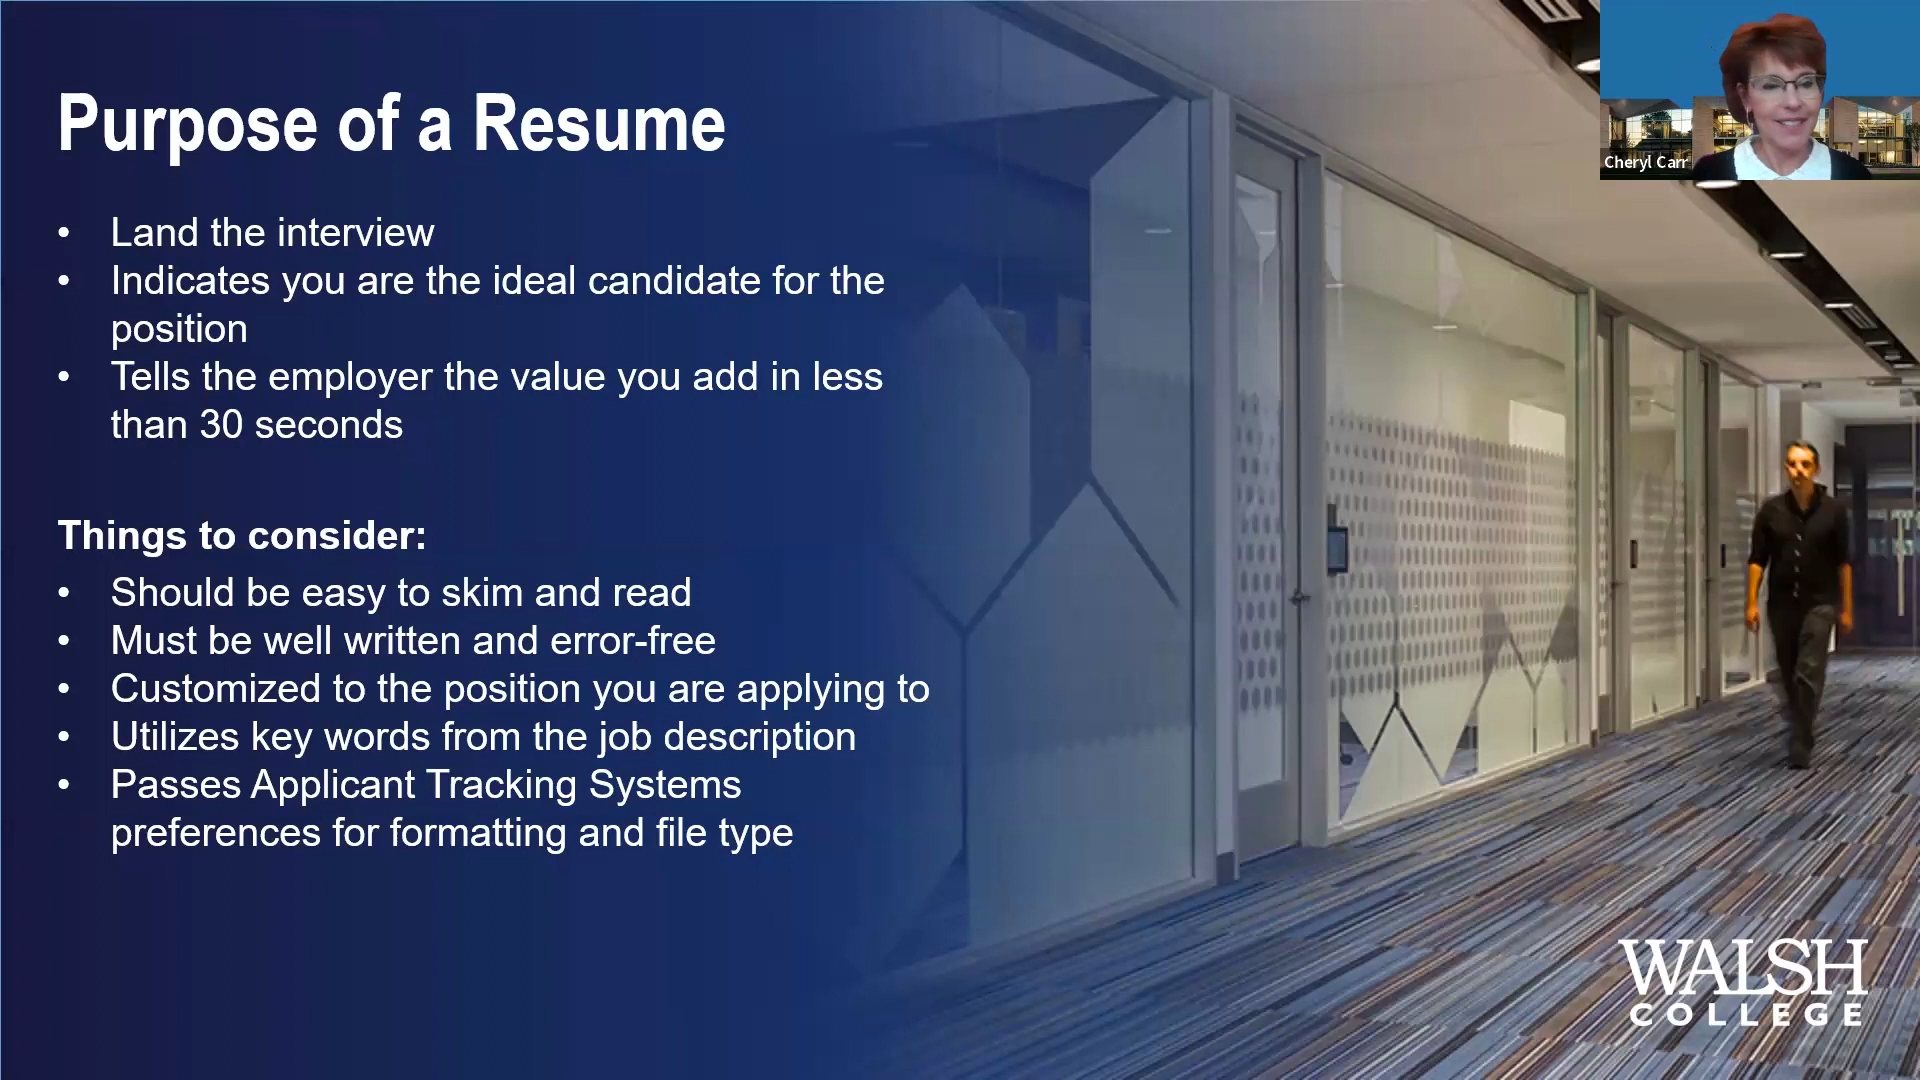 Purpose of a Resume
• Land the interview
• Indicates you are the ideal candidate for the
position
• Tells the employer the value you add in less
than 30 seconds
Things to consider:
• Should be easy to skim and read
• Must be well written and error-free
• Customized to the position you are applying to
• Utilizes key words from the job description
• Passes Applicant Tracking Systems
preferences for formatting and file type
Cheryl Carr
WALSH
COLLEGE